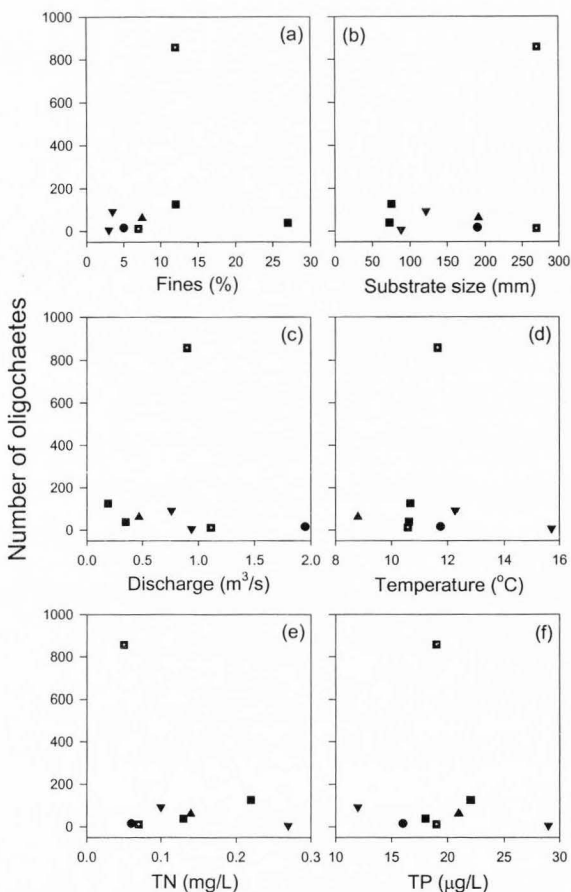 Number of oligochaetes
1000
800
600
400
200
0
(a)
0 5 10 15 20 25 30
Fines (%)
(b)
0 50 100 150 200 250 300
Substrate size (mm)
1000
800
600
400
200
0
(c)
0.0 0.5 1.0 1.5 2.0
Discharge (m³/s)
(d)
8 10 12 14 16
Temperature (°C)
1000
800
600
400
200
0
(e)
0.0 0.1 0.2 0.3
TN (mg/L)
(f)
10 15 20 25 30
TP (µg/L)